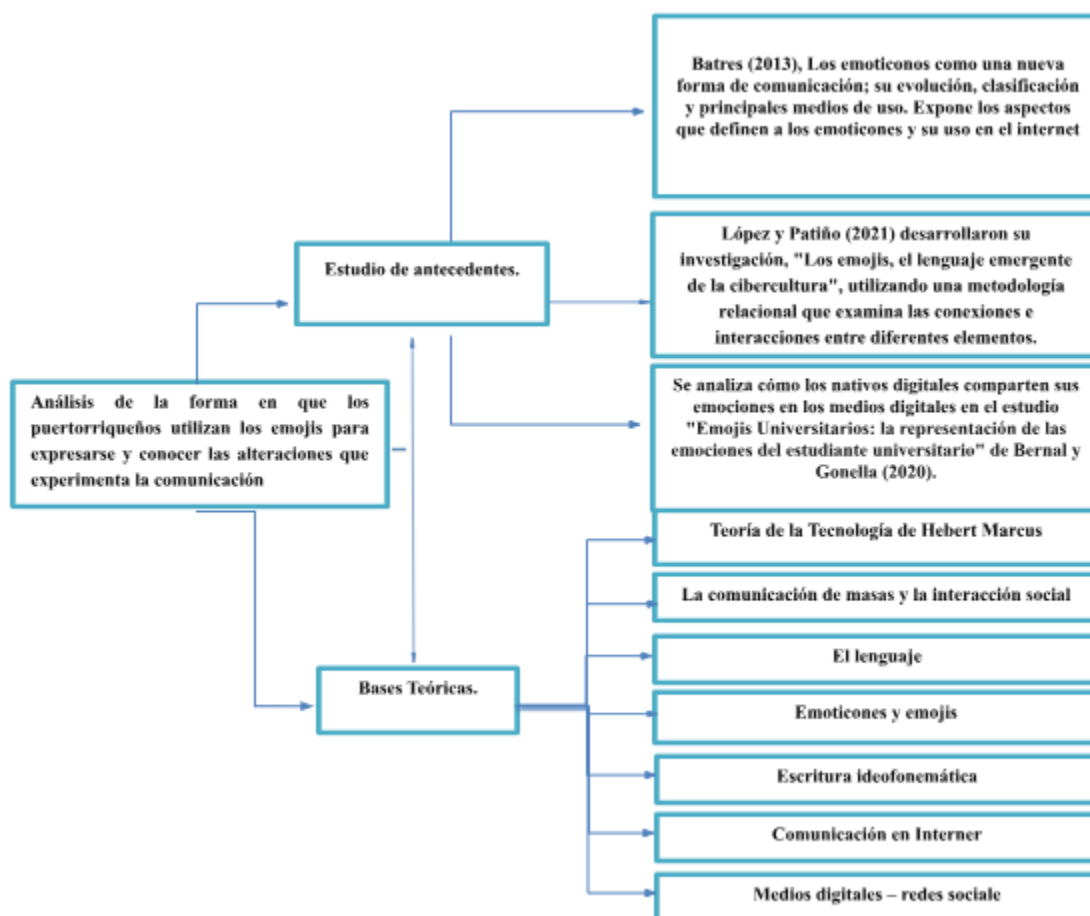 Batres (2013), Los emoticonos como una nueva
forma de comunicación; su evolución, clasificación
y principales medios de uso. Expone los aspectos
que definen a los emoticones y su uso en el internet
López y Patiño (2021) desarrollaron su
investigación, "Los emojis, el lenguaje emergente
de la cibercultura", utilizando una metodología
relacional que examina las conexiones e
interacciones entre diferentes elementos.
Estudio de antecedentes.
Se analiza cómo los nativos digitales comparten sus
emociones en los medios digitales en el estudio
"Emojis Universitarios: la representación de las
emociones del estudiante universitario" de Bernal y
Gonella (2020).
Análisis de la forma en que los
puertorriqueños utilizan los emojis para
expresarse y conocer las alteraciones que
experimenta la comunicación
Teoría de la Tecnología de Hebert Marcus
La comunicación de masas y la interacción social
El lenguaje
Bases Teóricas.
Emoticones y emojis
Escritura ideofonemática
Comunicación en Interner
Medios digitales – redes sociale